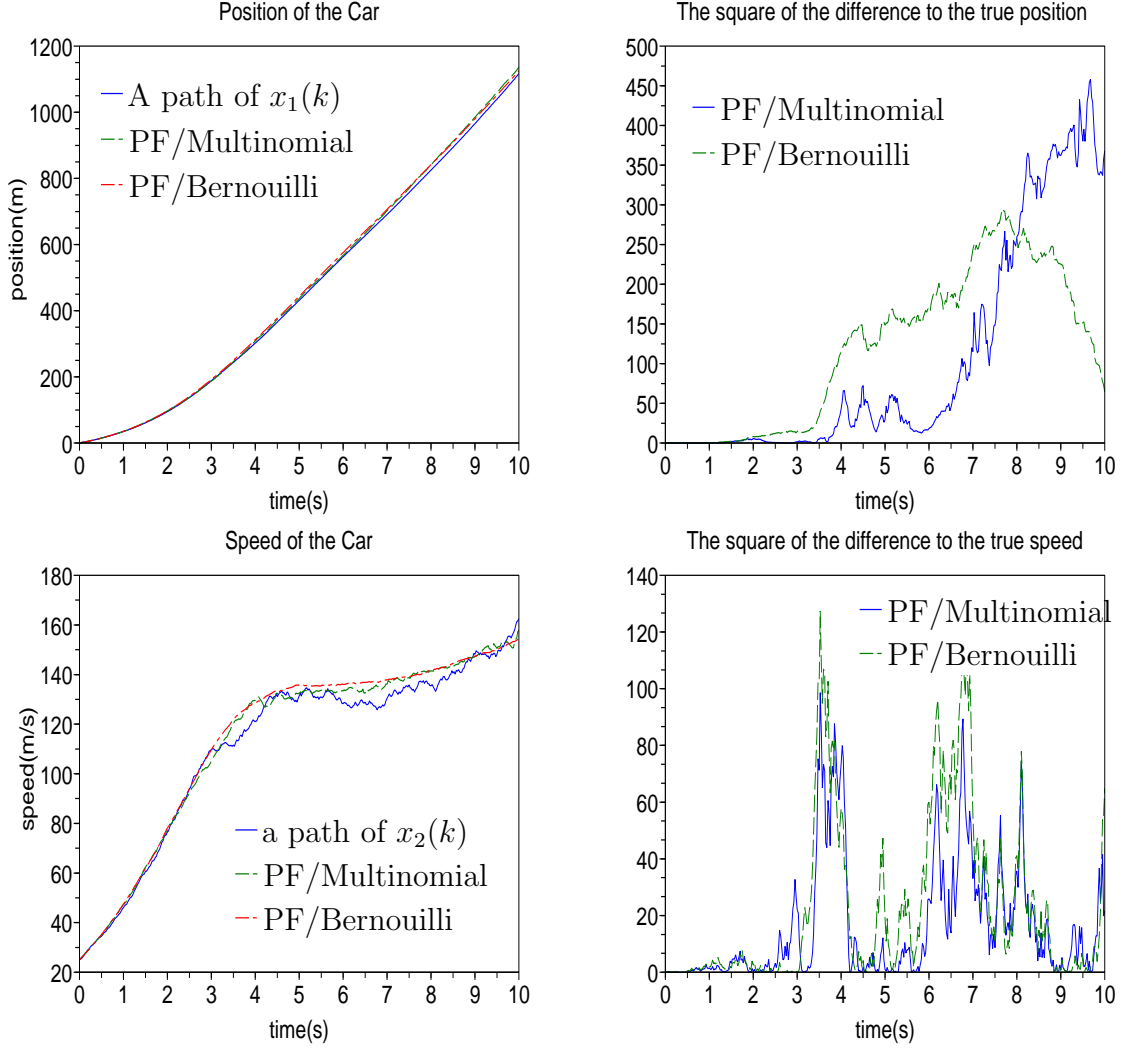 Position of the Car
1200
1000
800
600
400
200
0
position(m)
A path of x₁(k)
PF/Multinomial
PF/Bernouilli
0 1 2 3 4 5 6 7 8 9 10
time(s)
The square of the difference to the true position
500
450
400
350
300
250
200
150
100
50
0
PF/Multinomial
PF/Bernouilli
0 1 2 3 4 5 6 7 8 9 10
time(s)
Speed of the Car
180
160
140
120
100
80
60
40
20
speed(m/s)
a path of x₂(k)
PF/Multinomial
PF/Bernouilli
0 1 2 3 4 5 6 7 8 9 10
time(s)
The square of the difference to the true speed
140
120
100
80
60
40
20
0
PF/Multinomial
PF/Bernouilli
0 1 2 3 4 5 6 7 8 9 10
time(s)